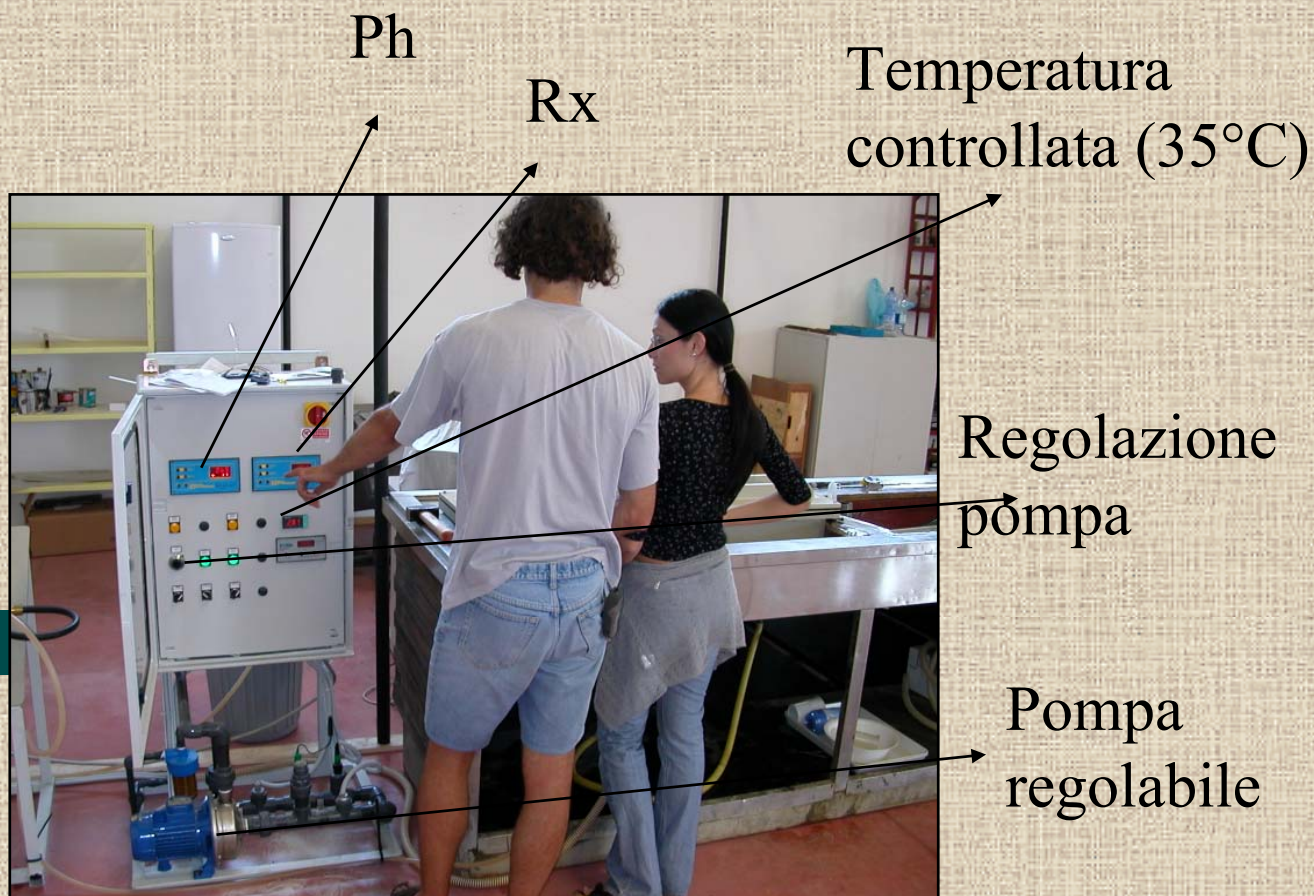 Ph
Rx
Temperatura
controllata (35°C)
Regolazione
pompa
Pompa
regolabile